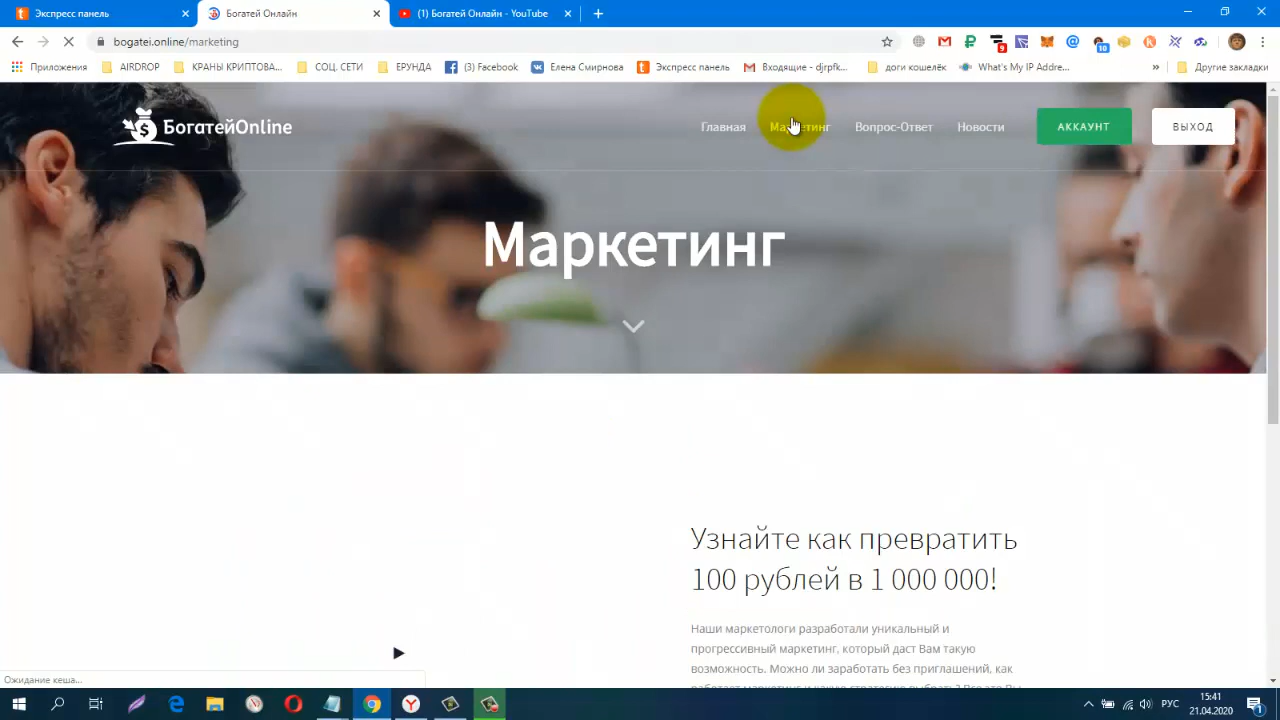 Экспресс панель
Богатей Онлайн
(1) Богатей Онлайн - YouTube
bogatei.online/marketing
9
10
Приложения
AIRDROP
КРАНЫ КРИПТОВА...
СОЦ. СЕТИ
ЕРУНДА
(3) Facebook
Елена Смирнова
Экспресс панель
Входящие - djrpfk...
доги кошелёк
What's My IP Addre...
»
Другие закладки
БогатейOnline
Главная
Маркетинг
Вопрос-Ответ
Новости
АККАУНТ
ВЫХОД
Маркетинг
Узнайте как превратить
100 рублей в 1 000 000!
Наши маркетологи разработали уникальный и
прогрессивный маркетинг, который даст Вам такую
возможность. Можно ли заработать без приглашений, как
Ожидание кеша...
РУС
15:41
21.04.2020
1